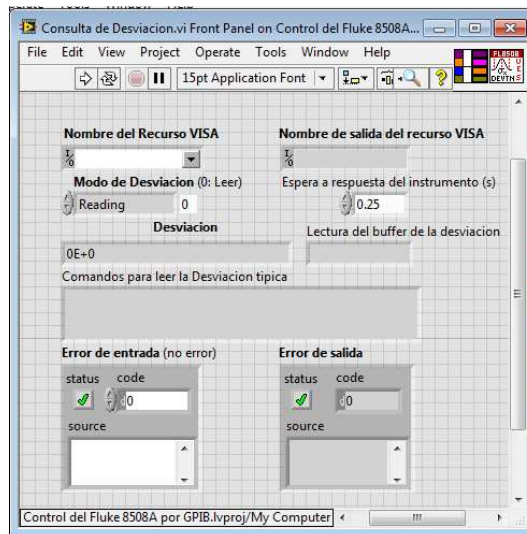 Consulta de Desviacion.vi Front Panel on Control del Fluke 8508A...
File Edit View Project Operate Tools Window Help
15pt Application Font
FL8508
DEVTNS
Nombre del Recurso VISA
Nombre de salida del recurso VISA
I/0
I/0
Modo de Desviacion (0: Leer)
Espera a respuesta del instrumento (s)
Reading 0
0.25
Desviacion
Lectura del buffer de la desviacion
0E+0
Comandos para leer la Desviacion tipica
Error de entrada (no error)
Error de salida
status code
status code
d0
d0
source
source
Control del Fluke 8508A por GPIB.lvproj/My Computer